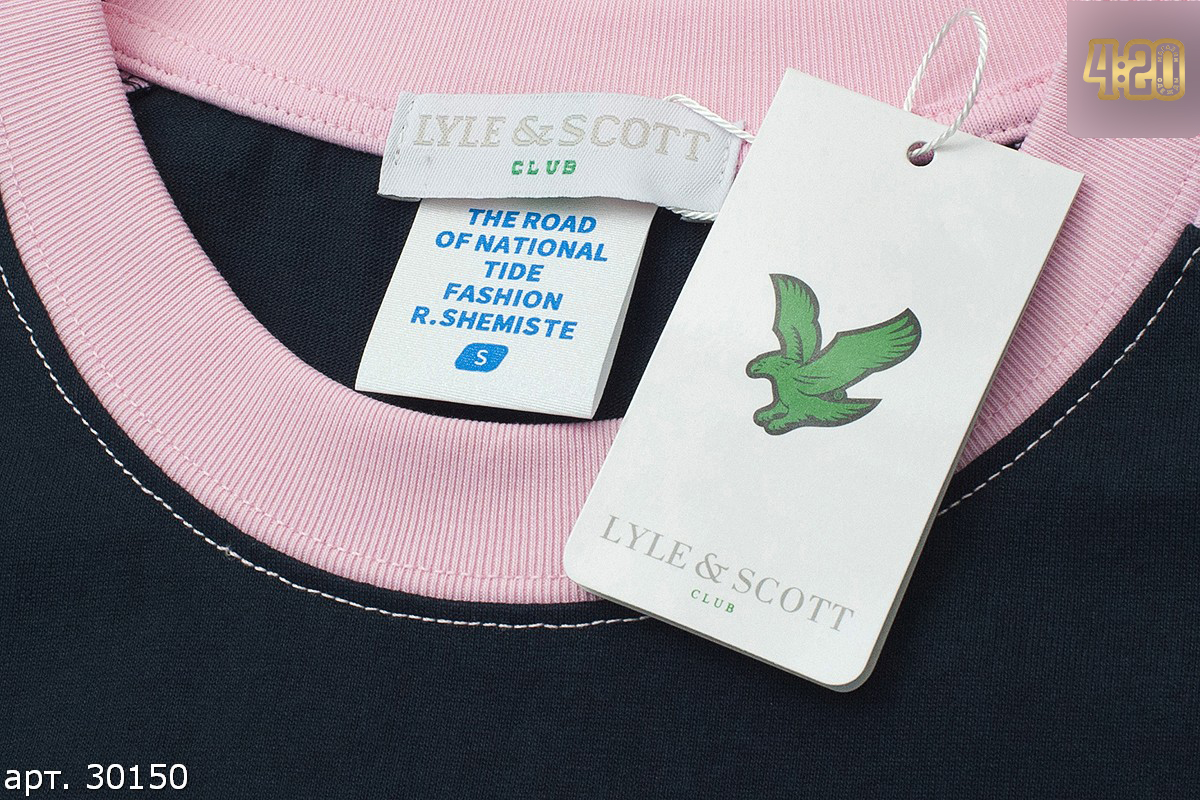 4:20
LYLE & SCOTT
CLUB
THE ROAD
OF NATIONAL
TIDE
FASHION
R.SHEMISTE
S
LYLE & SCOTT
CLUB
арт. 30150